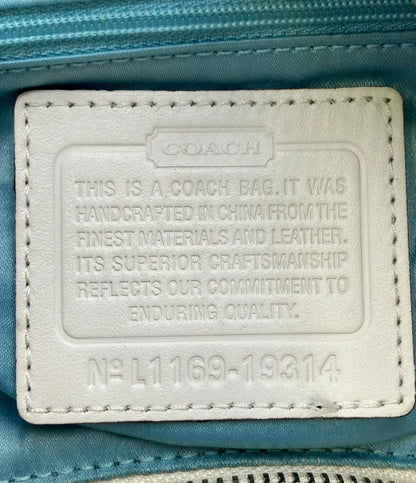 COACH
THIS IS A COACH BAG. IT WAS
HANDCRAFTED IN CHINA FROM THE
FINEST MATERIALS AND LEATHER.
ITS SUPERIOR CRAFTSMANSHIP
REFLECTS OUR COMMITMENT TO
ENDURING QUALITY.
Nº L1169-19314